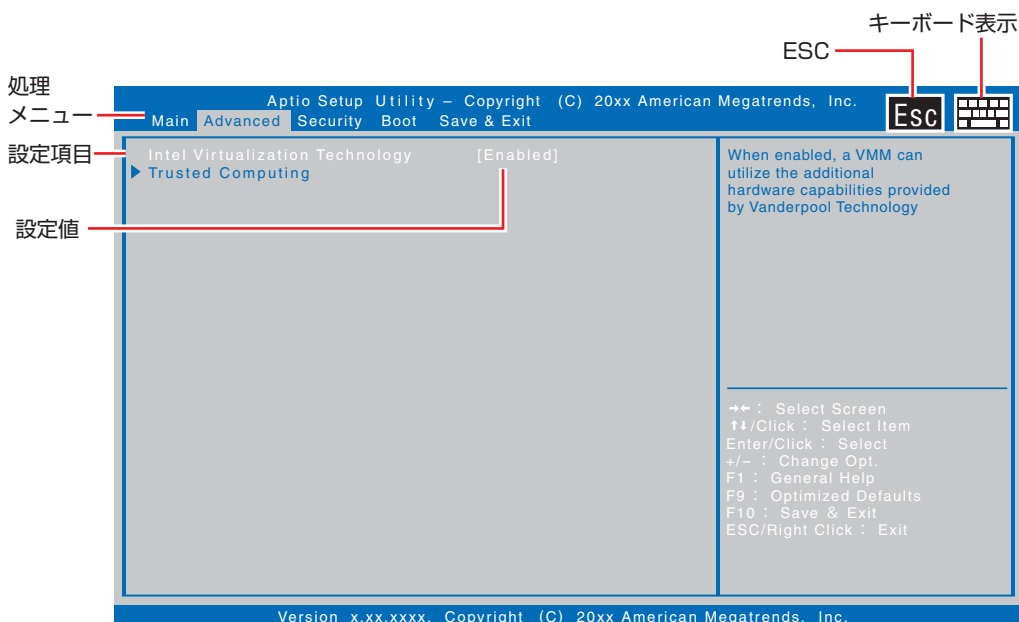 キーボード表示
ESC
処理
メニュー
設定項目
設定値
Aptio Setup Utility – Copyright (C) 20xx American Megatrends, Inc.
Main Advanced Security Boot Save & Exit
Esc
Intel Virtualization Technology [Enabled]
Trusted Computing
When enabled, a VMM can
utilize the additional
hardware capabilities provided
by Vanderpool Technology
→←： Select Screen
↑↓/Click： Select Item
Enter/Click： Select
+/−： Change Opt.
F1： General Help
F9： Optimized Defaults
F10： Save & Exit
ESC/Right Click： Exit
Version x.xx.xxxx. Copyright (C) 20xx American Megatrends, Inc.